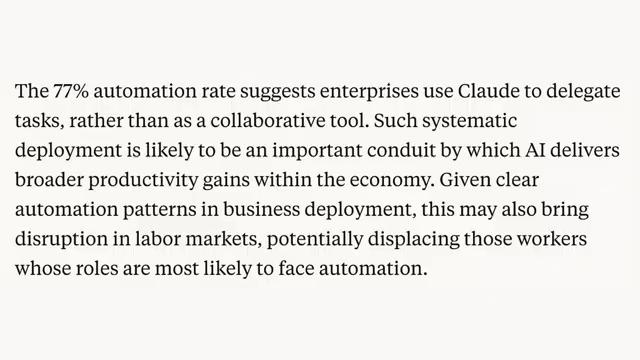 The 77% automation rate suggests enterprises use Claude to delegate
tasks, rather than as a collaborative tool. Such systematic
deployment is likely to be an important conduit by which AI delivers
broader productivity gains within the economy. Given clear
automation patterns in business deployment, this may also bring
disruption in labor markets, potentially displacing those workers
whose roles are most likely to face automation.